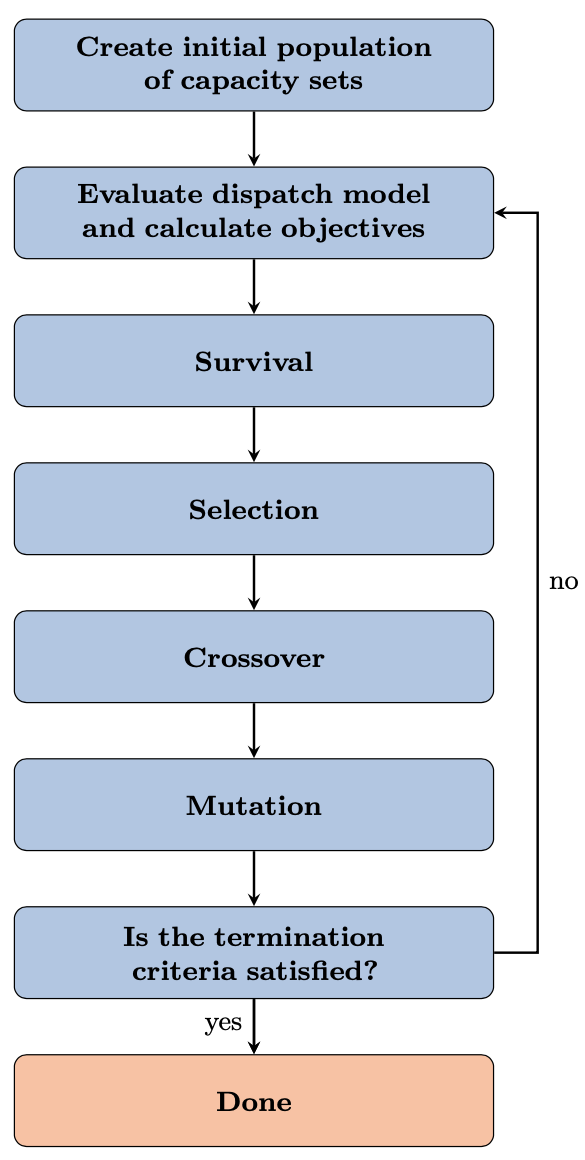 Create initial population
of capacity sets
Evaluate dispatch model
and calculate objectives
Survival
Selection
no
Crossover
Mutation
Is the termination
criteria satisfied?
yes
Done